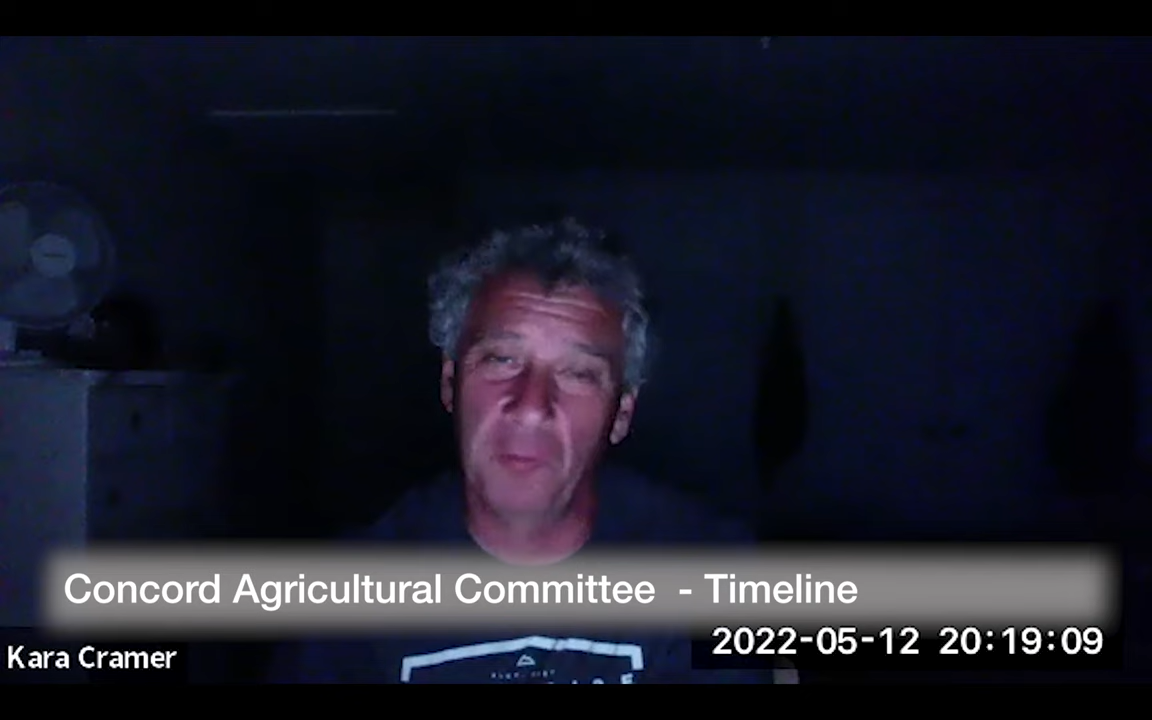 Concord Agricultural Committee - Timeline
2022-05-12 20:19:09
Kara Cramer